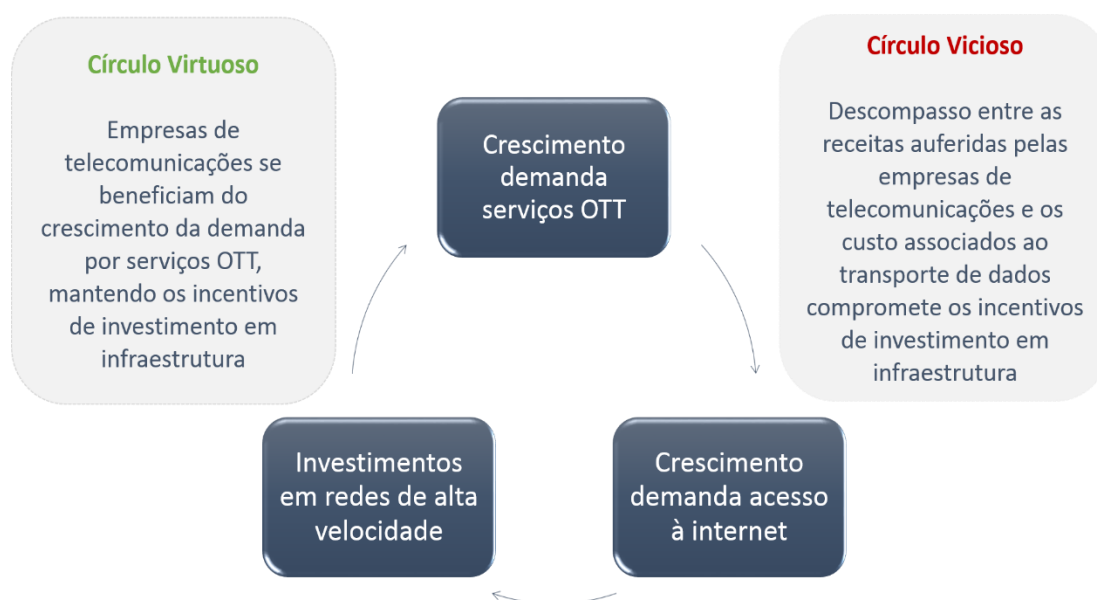 Círculo Virtuoso
Empresas de
telecomunicações se
beneficiam do
crescimento da demanda
por serviços OTT,
mantendo os incentivos
de investimento em
infraestrutura
Crescimento
demanda
serviços OTT
Círculo Vicioso
Descompasso entre as
receitas auferidas pelas
empresas de
telecomunicações e os
custo associados ao
transporte de dados
compromete os incentivos
de investimento em
infraestrutura
Investimentos
em redes de alta
velocidade
Crescimento
demanda acesso
à internet